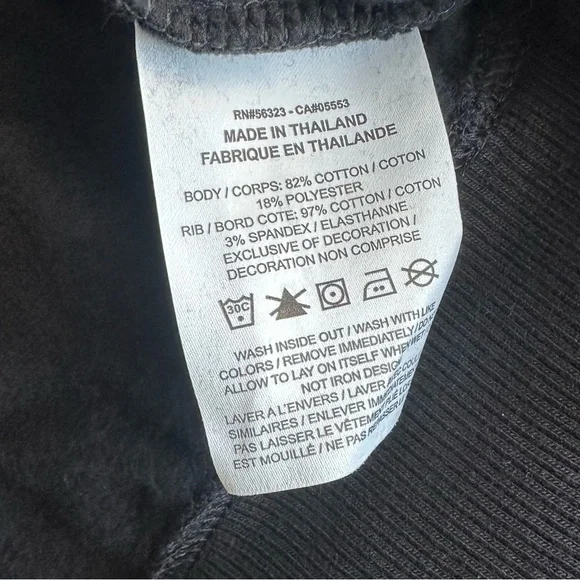 RN#56323 - CA#05553
MADE IN THAILAND
FABRIQUE EN THAILANDE
BODY / CORPS: 82% COTTON / COTON
18% POLYESTER
RIB / BORD COTE: 97% COTTON / COTON
3% SPANDEX / ELASTHANNE
EXCLUSIVE OF DECORATION /
DECORATION NON COMPRISE
30C
WASH INSIDE OUT / WASH WITH LIKE
COLORS / REMOVE IMMEDIATELY / DO
ALLOW TO LAY ON ITSELF WHEN
NOT IRON DESIGN
LAVER A L'ENVERS / LAVER AVEC
SIMILAIRES / ENLEVER
PAS LAISSER LE VÊTEMENT
EST MOUILLÉ / NE PAS REPASSER